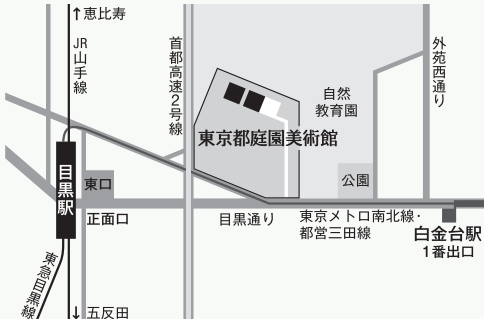 ↑恵比寿
JR山手線
首都高速2号線
外苑西通り
自然
教育園
東京都庭園美術館
公園
目黒駅
東口
正面口
目黒通り
東京メトロ南北線・
都営三田線
白金台駅
1番出口
東急目黒線
↓五反田